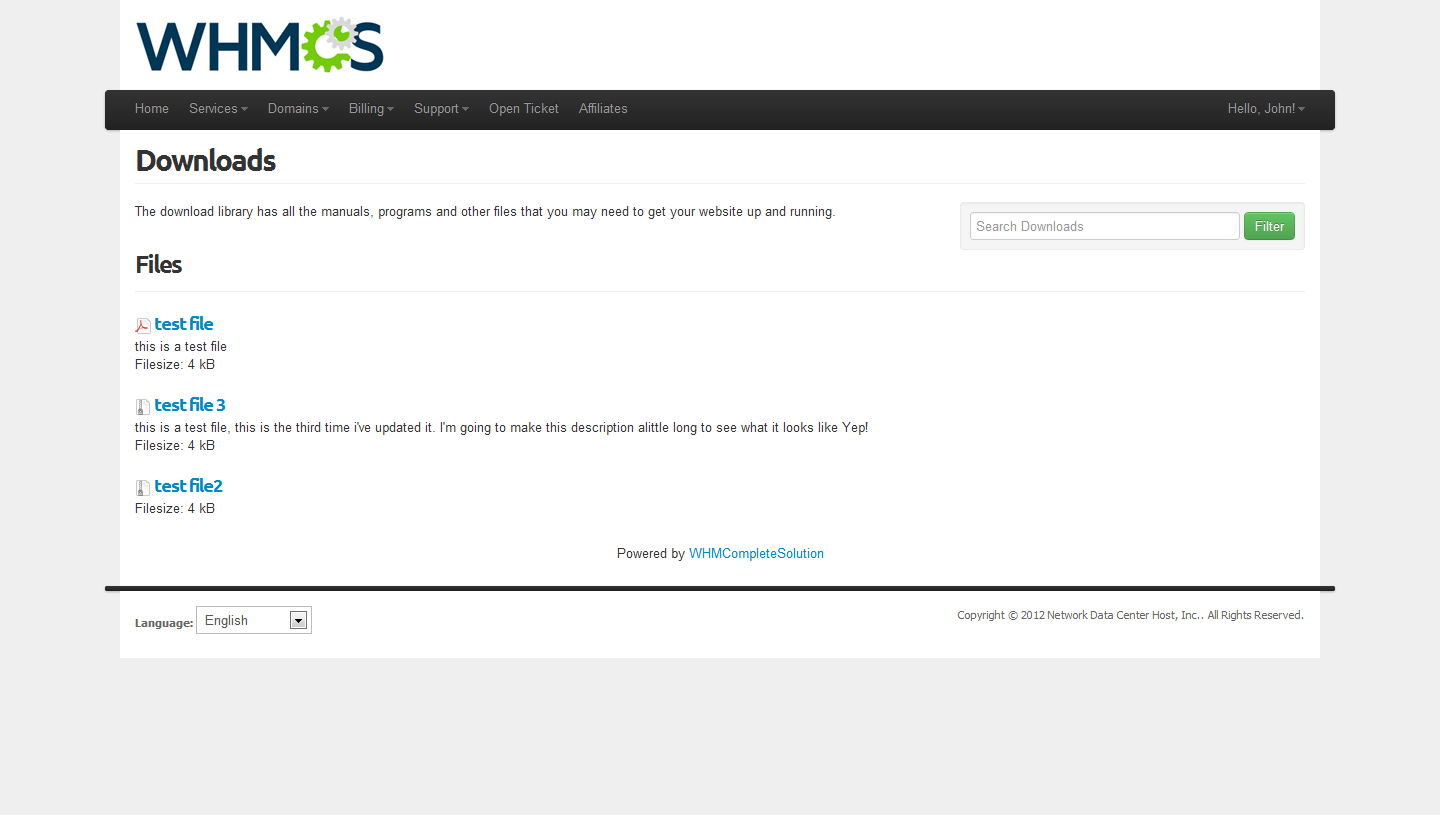 WHMCS
Home Services Domains Billing Support Open Ticket Affiliates Hello, John!
Downloads
The download library has all the manuals, programs and other files that you may need to get your website up and running.
Search Downloads Filter
Files
test file
this is a test file
Filesize: 4 kB
test file 3
this is a test file, this is the third time i've updated it. I'm going to make this description alittle long to see what it looks like Yep!
Filesize: 4 kB
test file2
Filesize: 4 kB
Powered by WHMCompleteSolution
Language: English
Copyright © 2012 Network Data Center Host, Inc.. All Rights Reserved.